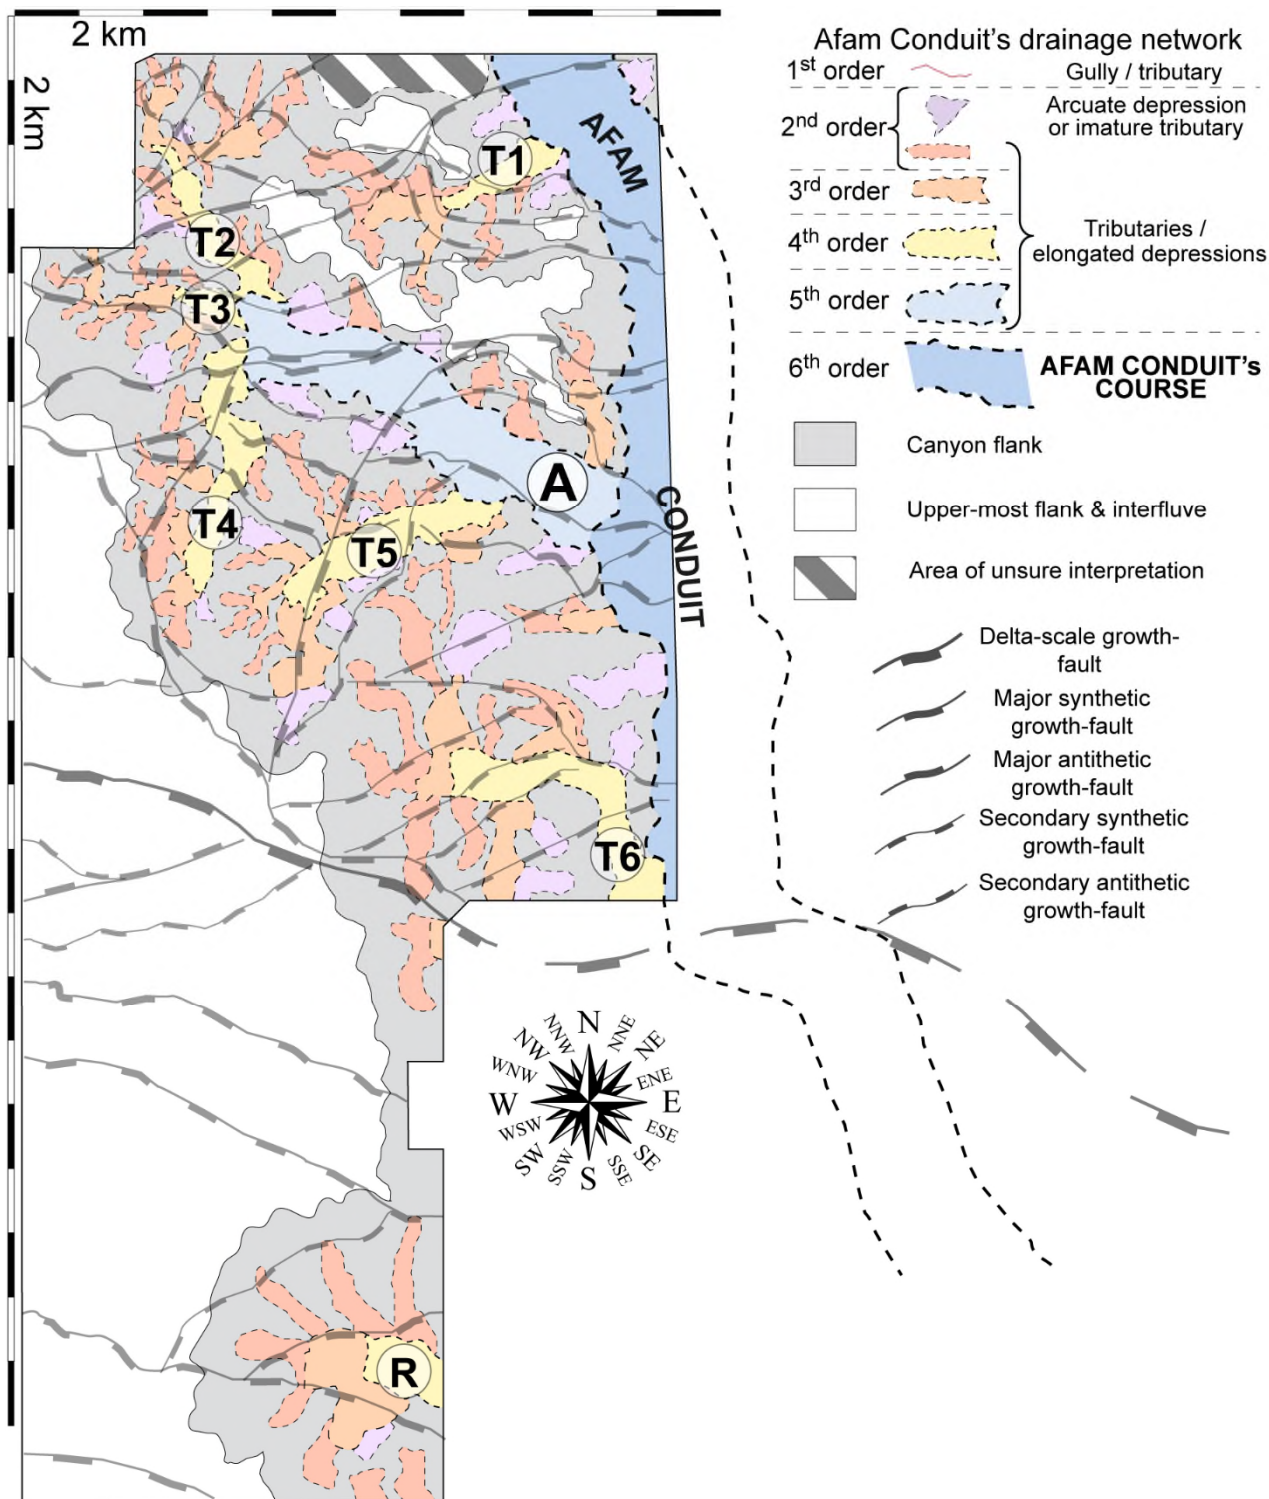 2 km
2 km
Afam Conduit's drainage network
1st order
Gully / tributary
2nd order
Arcuate depression
or imature tributary
3rd order
4th order
Tributaries /
elongated depressions
5th order
6th order
AFAM CONDUIT's
COURSE
Canyon flank
Upper-most flank & interfluve
Area of unsure interpretation
Delta-scale growth-
fault
Major synthetic
growth-fault
Major antithetic
growth-fault
Secondary synthetic
growth-fault
Secondary antithetic
growth-fault
AFAM
CONDUIT
T1
T2
T3
A
T4
T5
T6
R
N
NNE
NE
ENE
E
ESE
SE
SSE
S
SSW
SW
WSW
W
WNW
NW
NNW